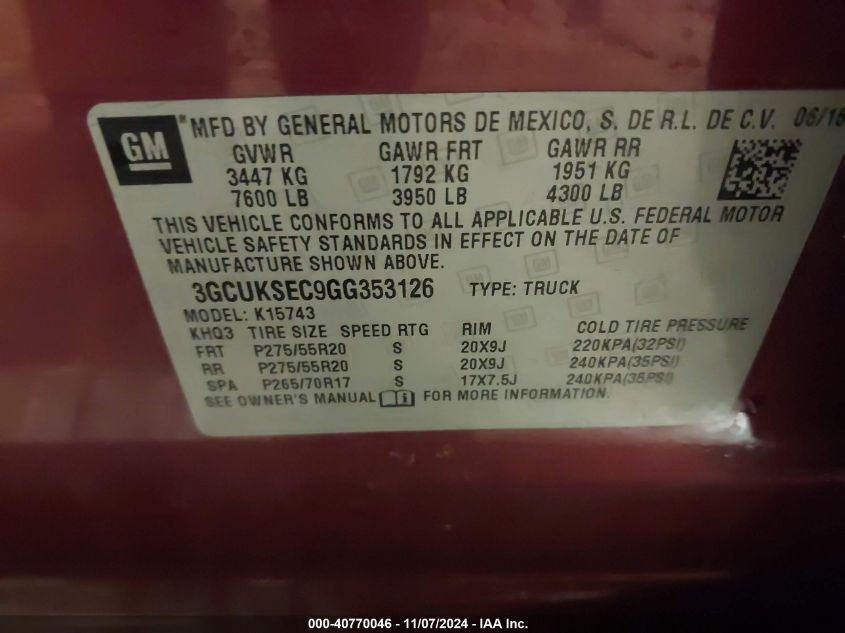 GM
MFD BY GENERAL MOTORS DE MEXICO, S. DE R.L. DE C.V. 06/16
GVWR GAWR FRT GAWR RR
3447 KG 1792 KG 1951 KG
7600 LB 3950 LB 4300 LB
THIS VEHICLE CONFORMS TO ALL APPLICABLE U.S. FEDERAL MOTOR
VEHICLE SAFETY STANDARDS IN EFFECT ON THE DATE OF
MANUFACTURE SHOWN ABOVE.
3GCUKSEC9GG353126 TYPE: TRUCK
MODEL: K15743
KHQ3 TIRE SIZE SPEED RTG RIM COLD TIRE PRESSURE
FRT P275/55R20 S 20X9J 220KPA(32PSI)
RR P275/55R20 S 20X9J 240KPA(35PSI)
SPA P265/70R17 S 17X7.5J 240KPA(35PSI)
SEE OWNER'S MANUAL FOR MORE INFORMATION.
000-40770046 - 11/07/2024 - IAA Inc.